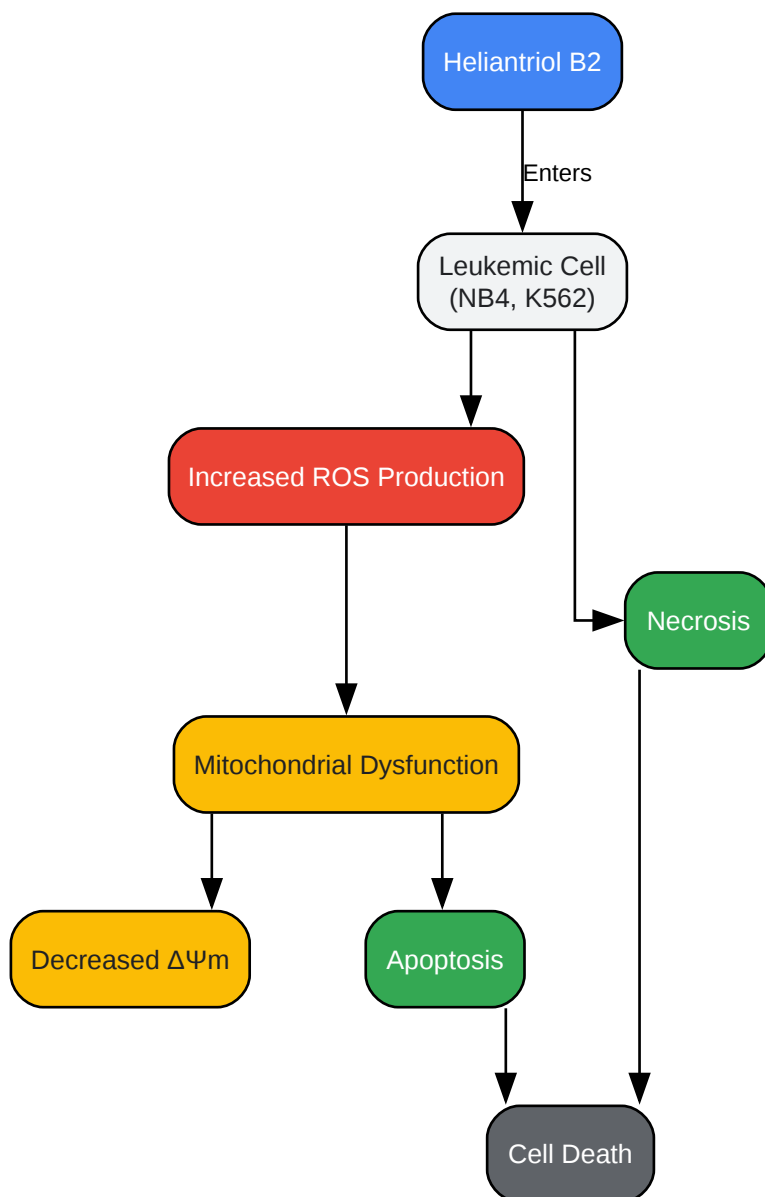 Heliantriol B2
Enters
Leukemic Cell
(NB4, K562)
Increased ROS Production
Necrosis
Mitochondrial Dysfunction
Decreased ΔΨm
Apoptosis
Cell Death